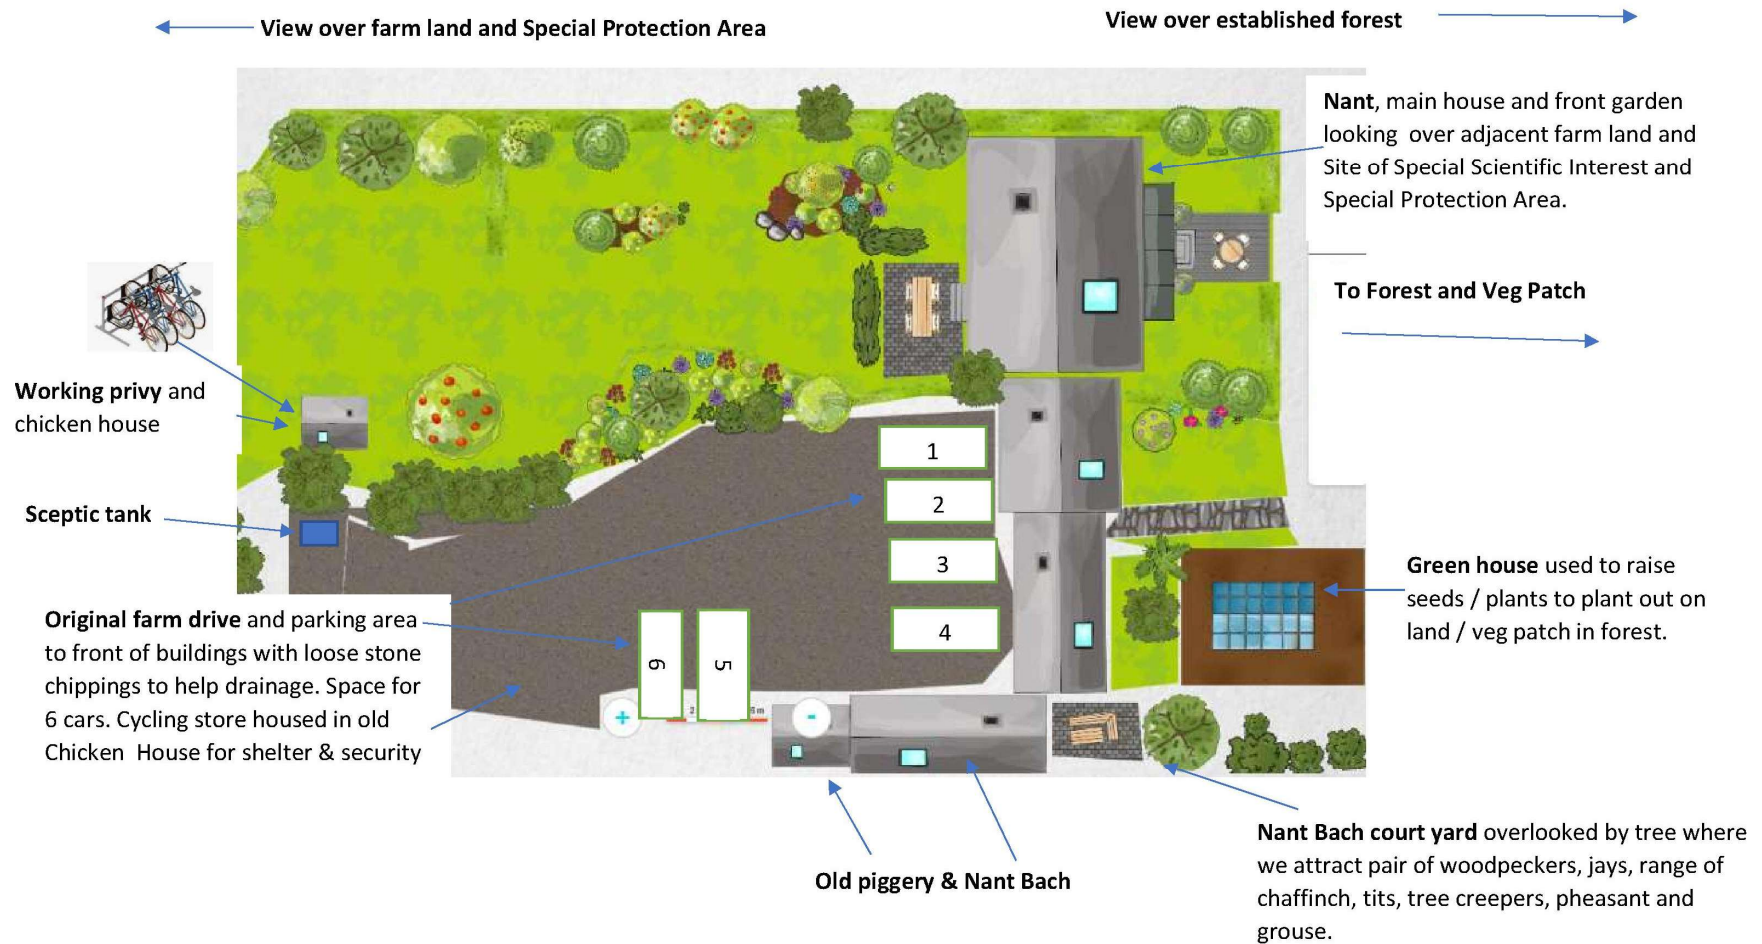 View over farm land and Special Protection Area
View over established forest
Nant, main house and front garden
looking over adjacent farm land and
Site of Special Scientific Interest and
Special Protection Area.
To Forest and Veg Patch
Working privy and
chicken house
Sceptic tank
1
2
3
4
5
6
Original farm drive and parking area
to front of buildings with loose stone
chippings to help drainage. Space for
6 cars. Cycling store housed in old
Chicken House for shelter & security
Green house used to raise
seeds / plants to plant out on
land / veg patch in forest.
+
2
m
-
Old piggery & Nant Bach
Nant Bach court yard overlooked by tree where
we attract pair of woodpeckers, jays, range of
chaffinch, tits, tree creepers, pheasant and
grouse.